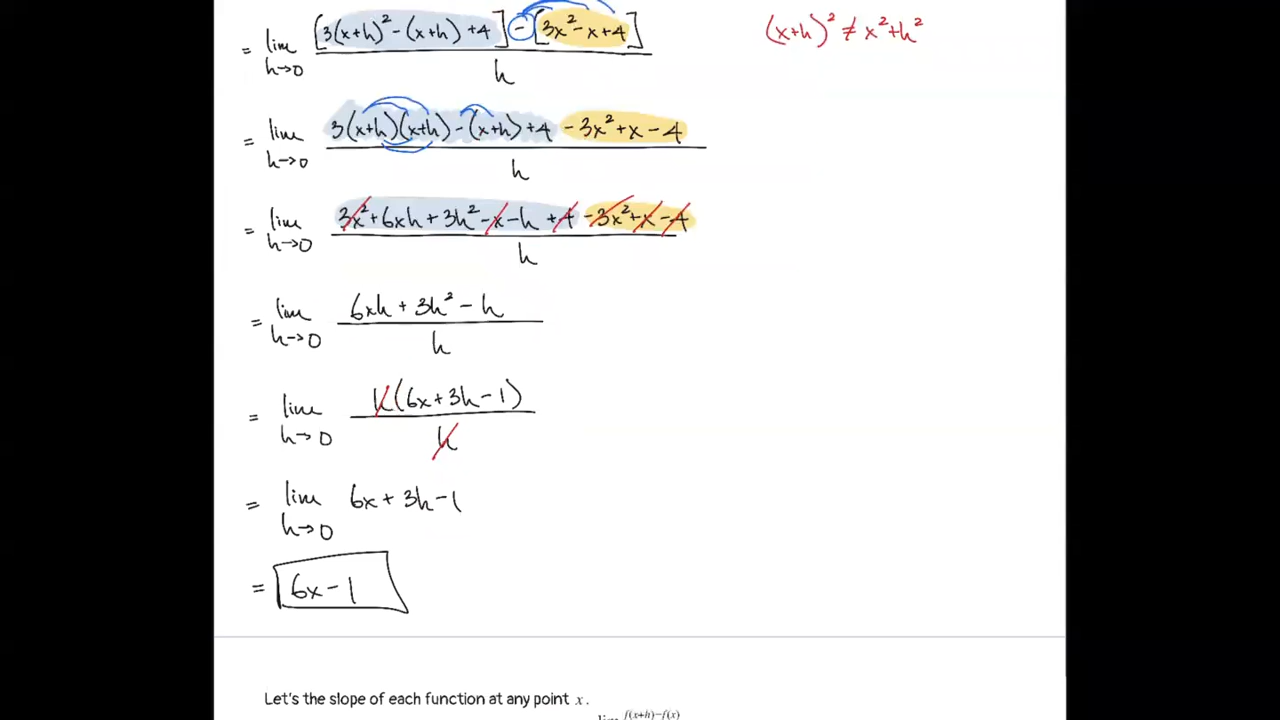 = lim h→0 [3(x+h)² - (x+h) + 4] - [3x² - x + 4] / h
(x+h)² ≠ x² + h²
= lim h→0 3(x+h)(x+h) - (x+h) + 4 - 3x² + x - 4 / h
= lim h→0 3x² + 6xh + 3h² - x - h + 4 - 3x² + x - 4 / h
= lim h→0 6xh + 3h² - h / h
= lim h→0 h(6x + 3h - 1) / h
= lim h→0 6x + 3h - 1
= 6x - 1
Let's the slope of each function at any point x.
lim f(x+h)-f(x)